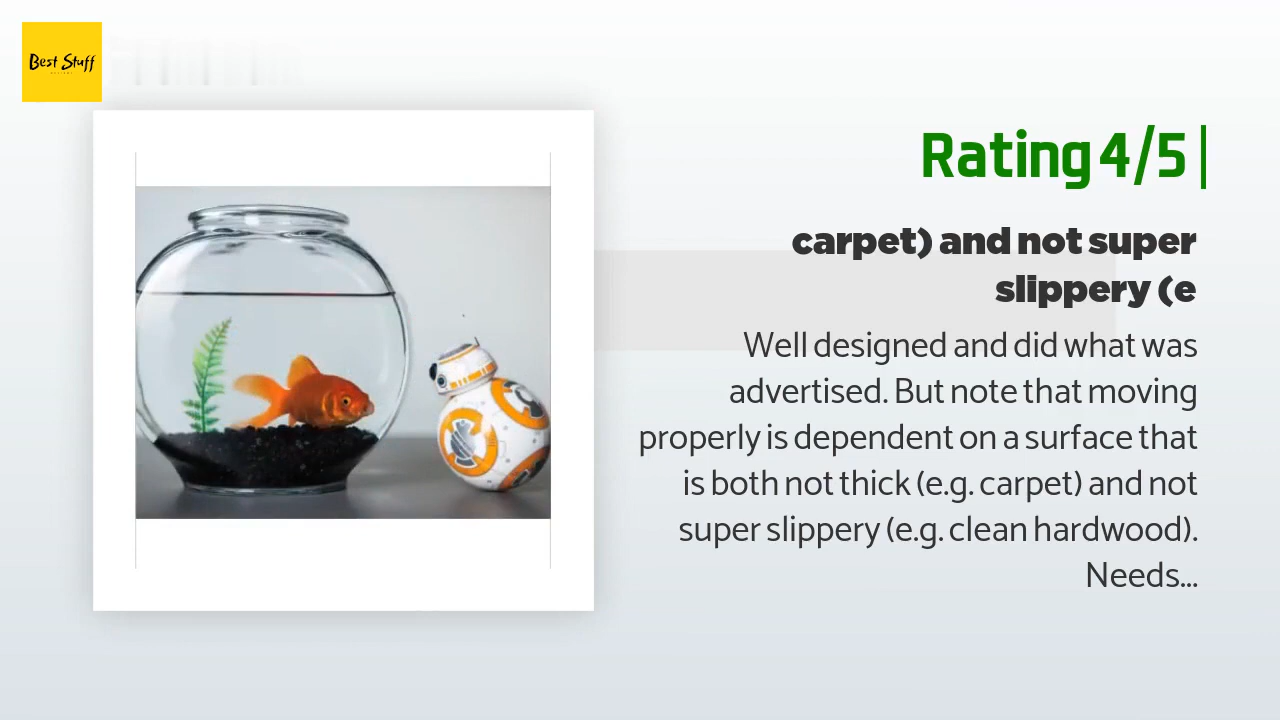 Best Stuff
Rating 4/5
carpet) and not super
slippery (e
Well designed and did what was
advertised. But note that moving
properly is dependent on a surface that
is both not thick (e.g. carpet) and not
super slippery (e.g. clean hardwood).
Needs...